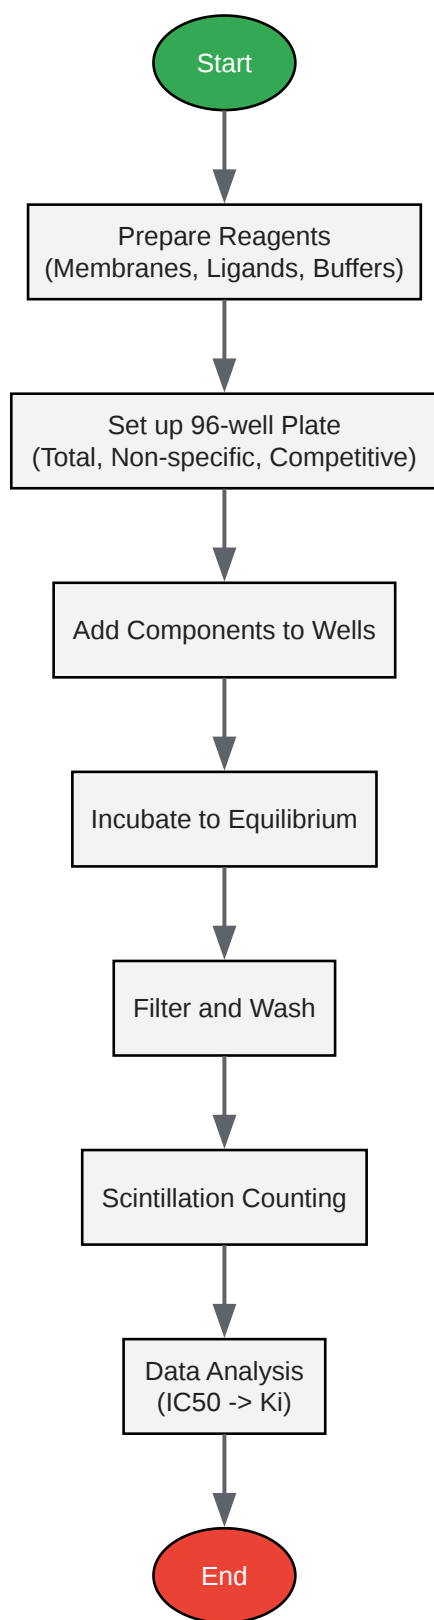 Start
Prepare Reagents
(Membranes, Ligands, Buffers)
Set up 96-well Plate
(Total, Non-specific, Competitive)
Add Components to Wells
Incubate to Equilibrium
Filter and Wash
Scintillation Counting
Data Analysis
(IC50 -> Ki)
End